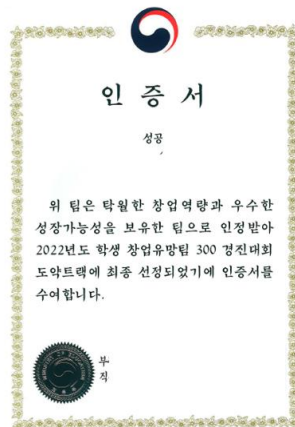 인 증 서
성공
위 팀은 탁월한 창업역량과 우수한
성장가능성을 보유한 팀으로 인정받아
2022년도 학생 창업유망팀 300 경진대회
도약트랙에 최종 선정되었기에 인증서를
수여합니다.
부
직